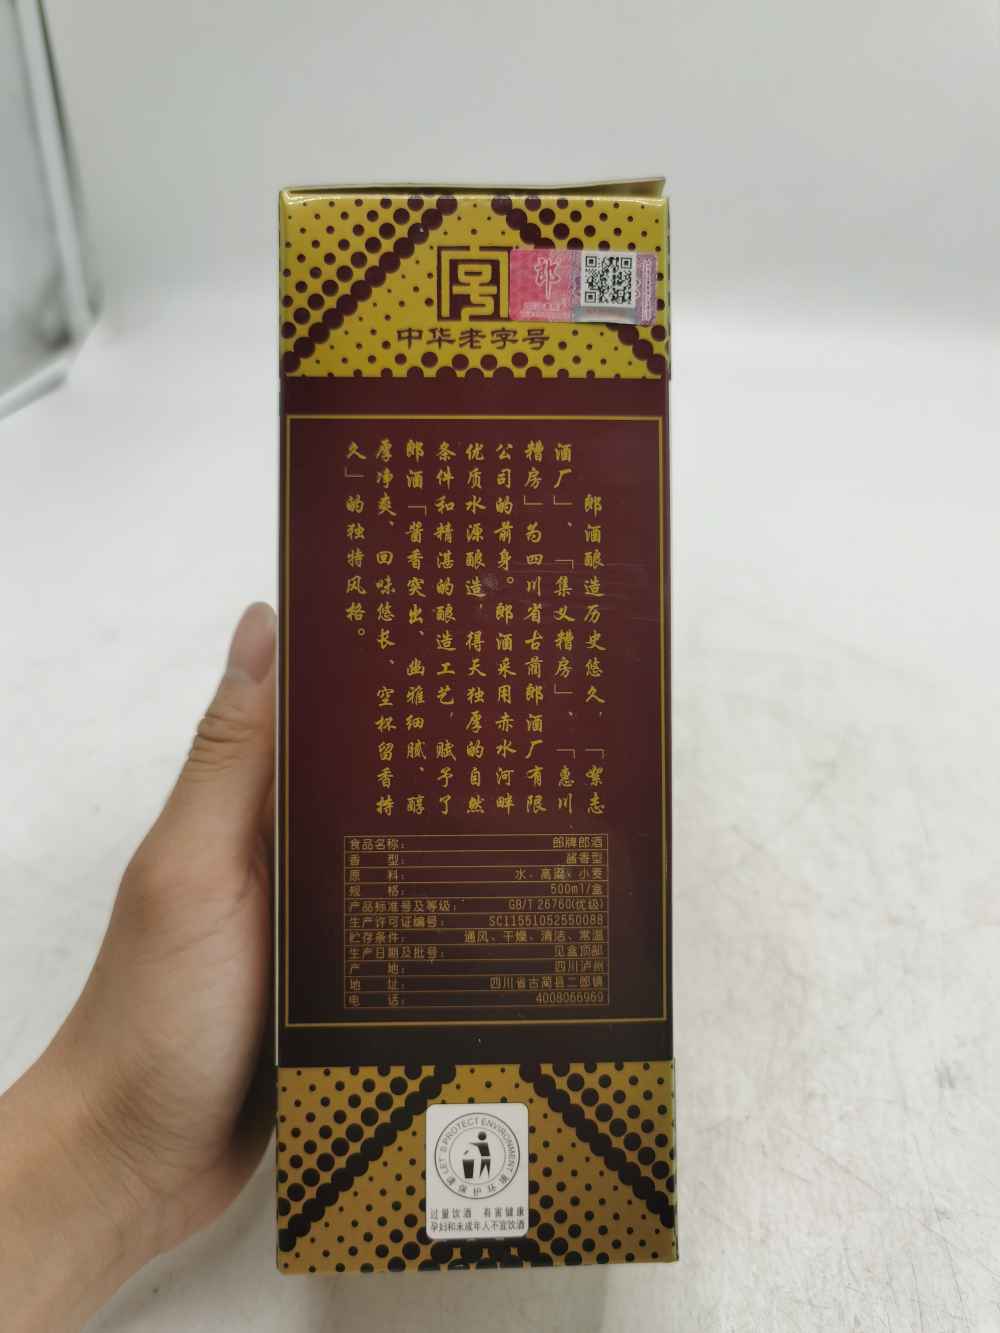 中华老字号
郎
郎酒酿造历史悠久，「絮志
酒厂」、「集义糟房」、「惠川
糟房」为四川省古蔺郎酒厂有限
公司的前身。郎酒采用赤水河畔
优质水源酿造，得天独厚的自然
条件和精湛的酿造工艺，赋予了
郎酒「酱香突出、幽雅细腻、醇
厚净爽、回味悠长、空杯留香持
久」的独特风格。
食品名称： 郎牌郎酒
香 型： 酱香型
原 料： 水、高粱、小麦
规 格： 500ml/盒
产品标准号及等级： GB/T 26760(优级)
生产许可证编号： SC11551052550088
贮存条件： 通风、干燥、清洁、常温
生产日期及批号： 见盒顶部
产 地： 四川泸州
地 址： 四川省古蔺县二郎镇
电 话： 4008066969
LET'S PROTECT ENVIRONMENT
请保护环境
过量饮酒 有害健康
孕妇和未成年人不宜饮酒